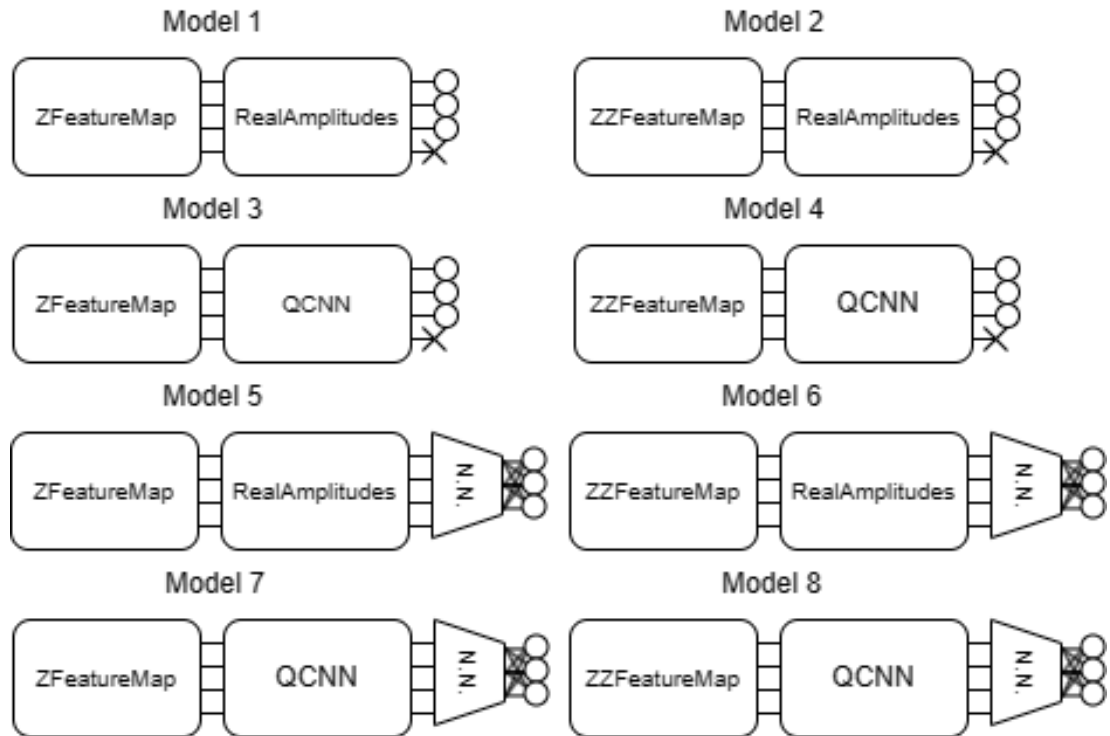 Model 1
Model 2
ZFeatureMap
RealAmplitudes
ZZFeatureMap
RealAmplitudes
Model 3
Model 4
ZFeatureMap
QCNN
ZZFeatureMap
QCNN
Model 5
Model 6
ZFeatureMap
RealAmplitudes
N.N.
ZZFeatureMap
RealAmplitudes
N.N.
Model 7
Model 8
ZFeatureMap
QCNN
N.N.
ZZFeatureMap
QCNN
N.N.